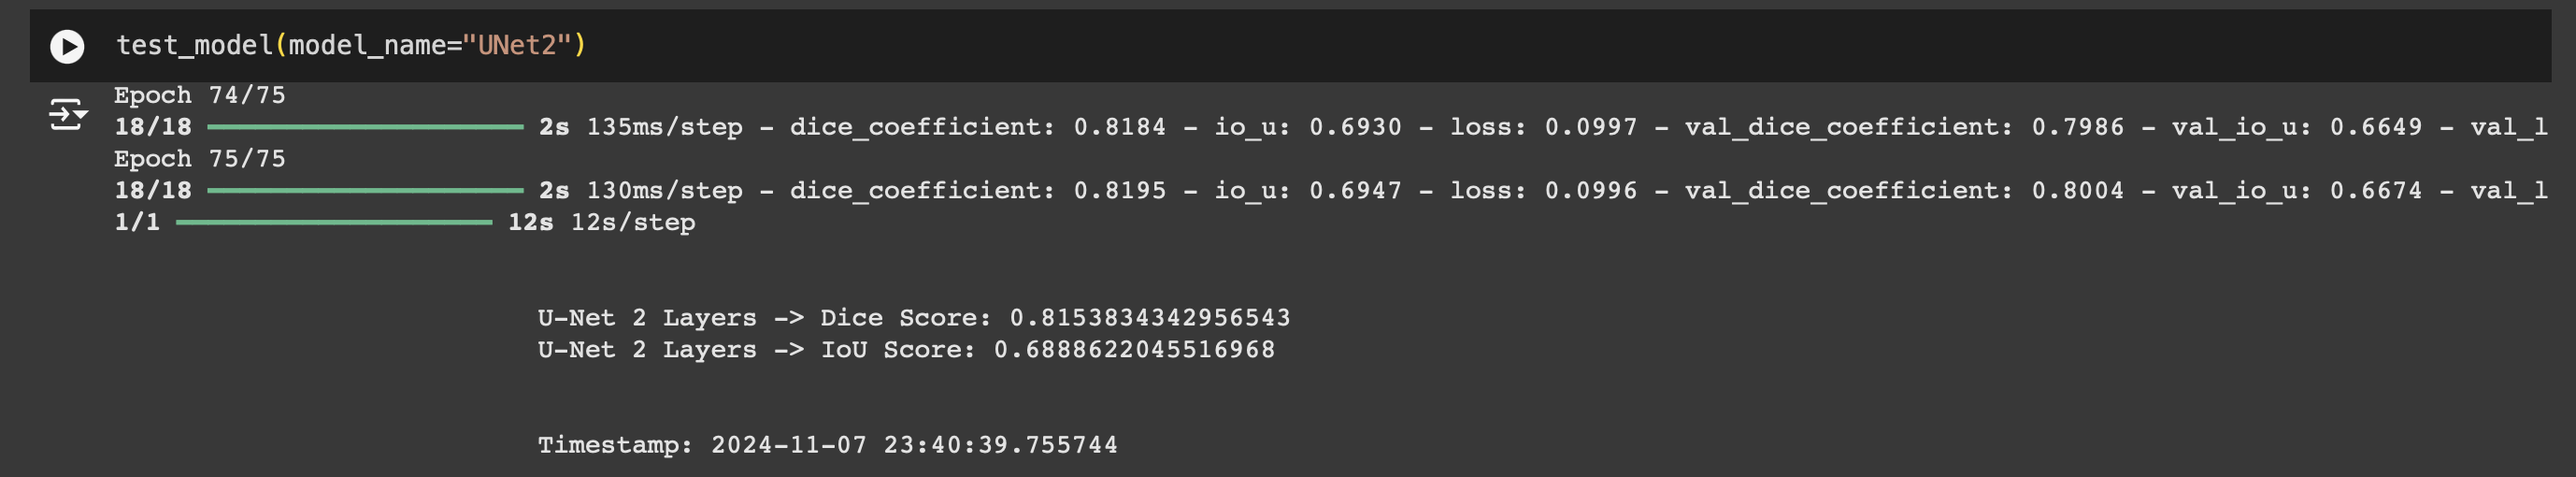 test_model(model_name="UNet2")
Epoch 74/75
18/18 ━━━━━━━━━━━━━━━━━━━━ 2s 135ms/step - dice_coefficient: 0.8184 - io_u: 0.6930 - loss: 0.0997 - val_dice_coefficient: 0.7986 - val_io_u: 0.6649 - val_l
Epoch 75/75
18/18 ━━━━━━━━━━━━━━━━━━━━ 2s 130ms/step - dice_coefficient: 0.8195 - io_u: 0.6947 - loss: 0.0996 - val_dice_coefficient: 0.8004 - val_io_u: 0.6674 - val_l
1/1 ━━━━━━━━━━━━━━━━━━━━ 12s 12s/step
U-Net 2 Layers -> Dice Score: 0.8153834342956543
U-Net 2 Layers -> IoU Score: 0.6888622045516968
Timestamp: 2024-11-07 23:40:39.755744